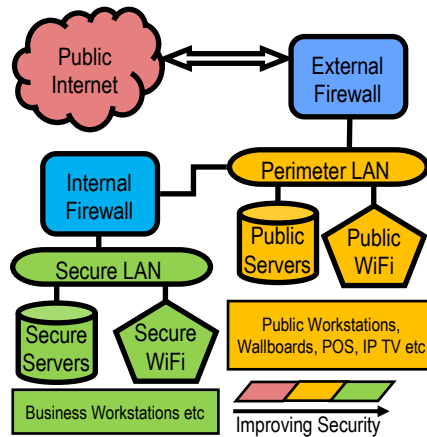 Public
Internet
External
Firewall
Perimeter LAN
Internal
Firewall
Public
Servers
Public
WiFi
Secure LAN
Secure
Servers
Secure
WiFi
Public Workstations,
Wallboards, POS, IP TV etc
Business Workstations etc
Improving Security